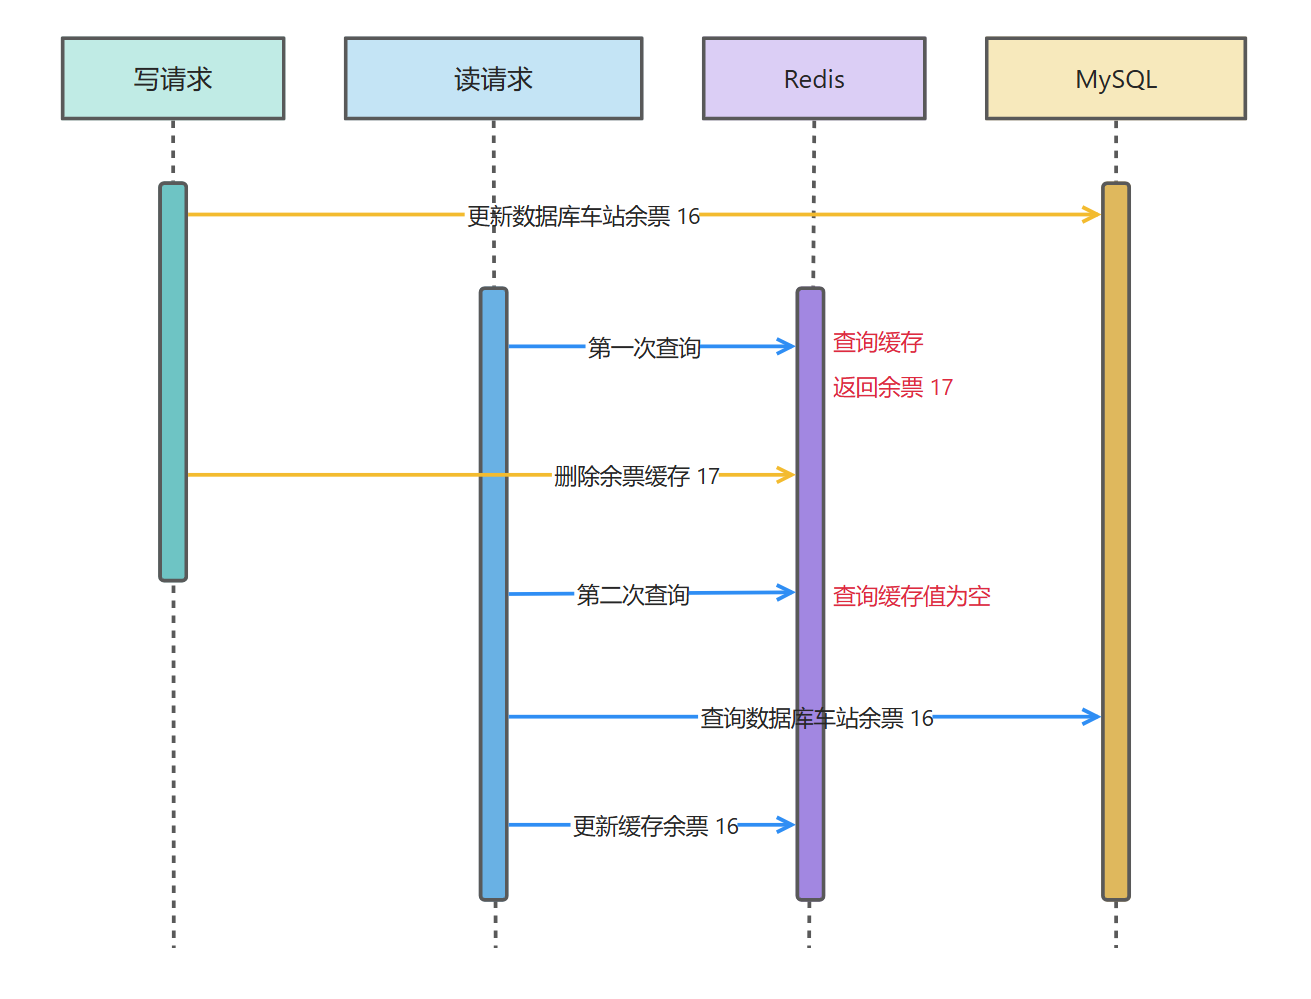 写请求
读请求
Redis
MySQL
更新数据库车站余票 16
第一次查询
查询缓存
返回余票 17
删除余票缓存 17
第二次查询
查询缓存值为空
查询数据库车站余票 16
更新缓存余票 16